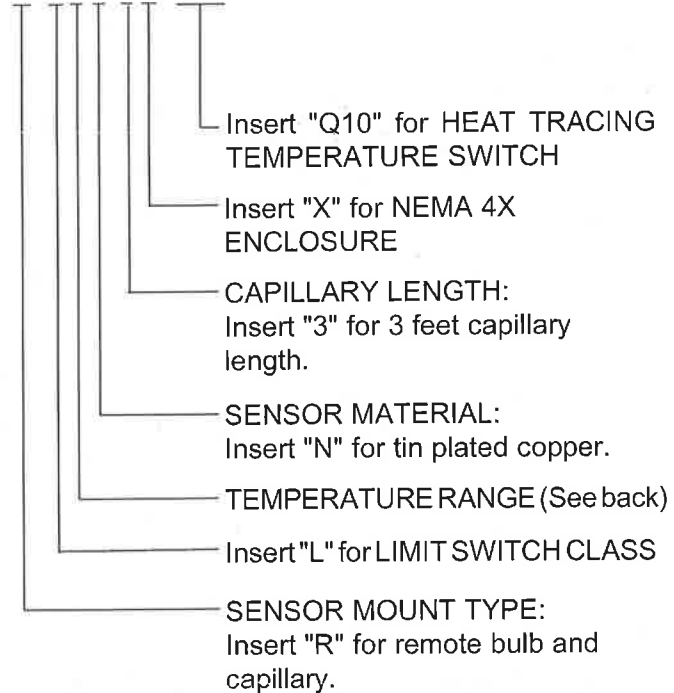 Insert "Q10" for HEAT TRACING
TEMPERATURE SWITCH
Insert "X" for NEMA 4X
ENCLOSURE
CAPILLARY LENGTH:
Insert "3" for 3 feet capillary
length.
SENSOR MATERIAL:
Insert "N" for tin plated copper.
TEMPERATURE RANGE (See back)
Insert "L" for LIMIT SWITCH CLASS
SENSOR MOUNT TYPE:
Insert "R" for remote bulb and
capillary.